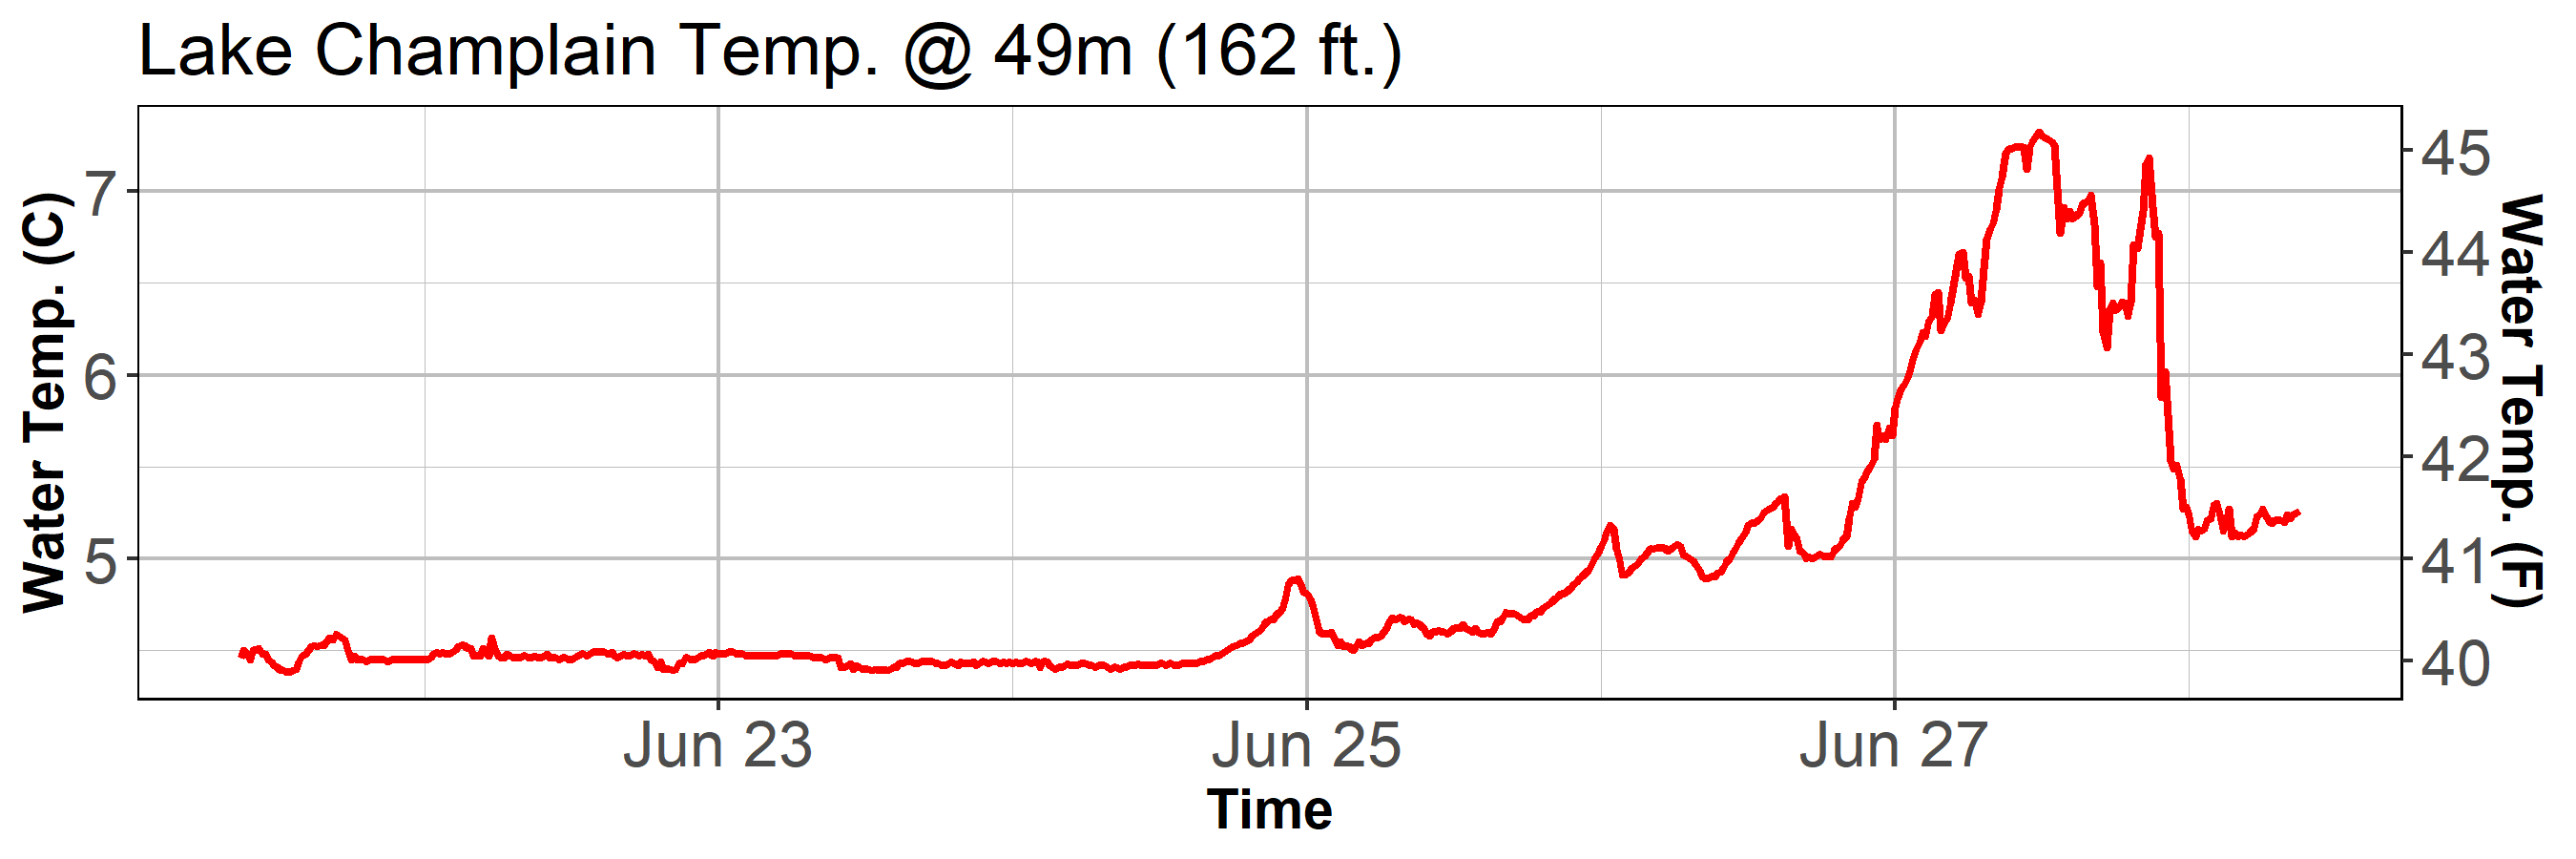 Lake Champlain Temp. @ 49m (162 ft.)
Water Temp. (C)
7
6
5
45
44
43
42
41
40
Water Temp. (F)
Jun 23
Jun 25
Jun 27
Time